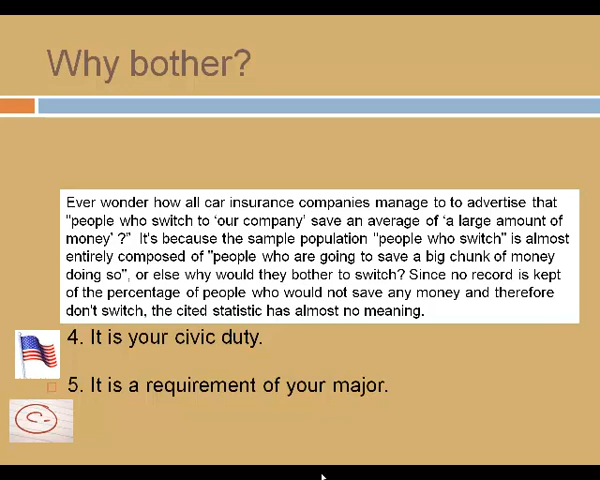 Why bother?
Ever wonder how all car insurance companies manage to to advertise that
"people who switch to 'our company' save an average of 'a large amount of
money' ?" It's because the sample population "people who switch" is almost
entirely composed of "people who are going to save a big chunk of money
doing so", or else why would they bother to switch? Since no record is kept
of the percentage of people who would not save any money and therefore
don't switch, the cited statistic has almost no meaning.
4. It is your civic duty.
5. It is a requirement of your major.
C-